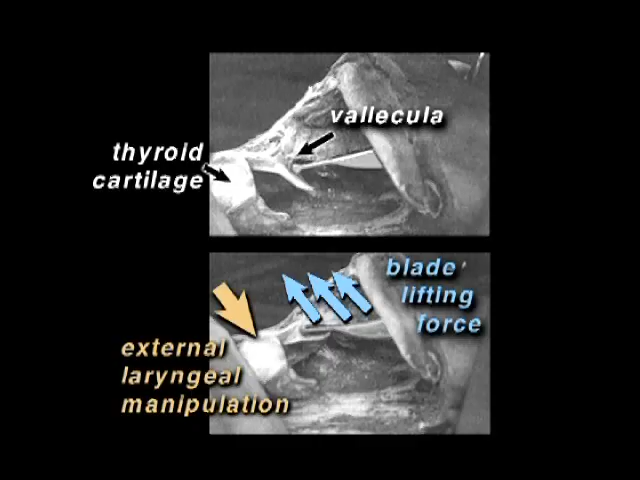 vallecula
thyroid
cartilage
blade
lifting
force
external
laryngeal
manipulation